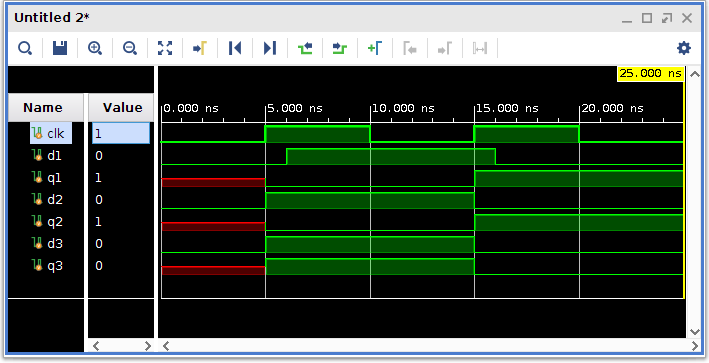 Untitled 2*
25.000 ns
Name Value
0.000 ns 5.000 ns 10.000 ns 15.000 ns 20.000 ns
clk 1
d1 0
q1 1
d2 0
q2 1
d3 0
q3 0